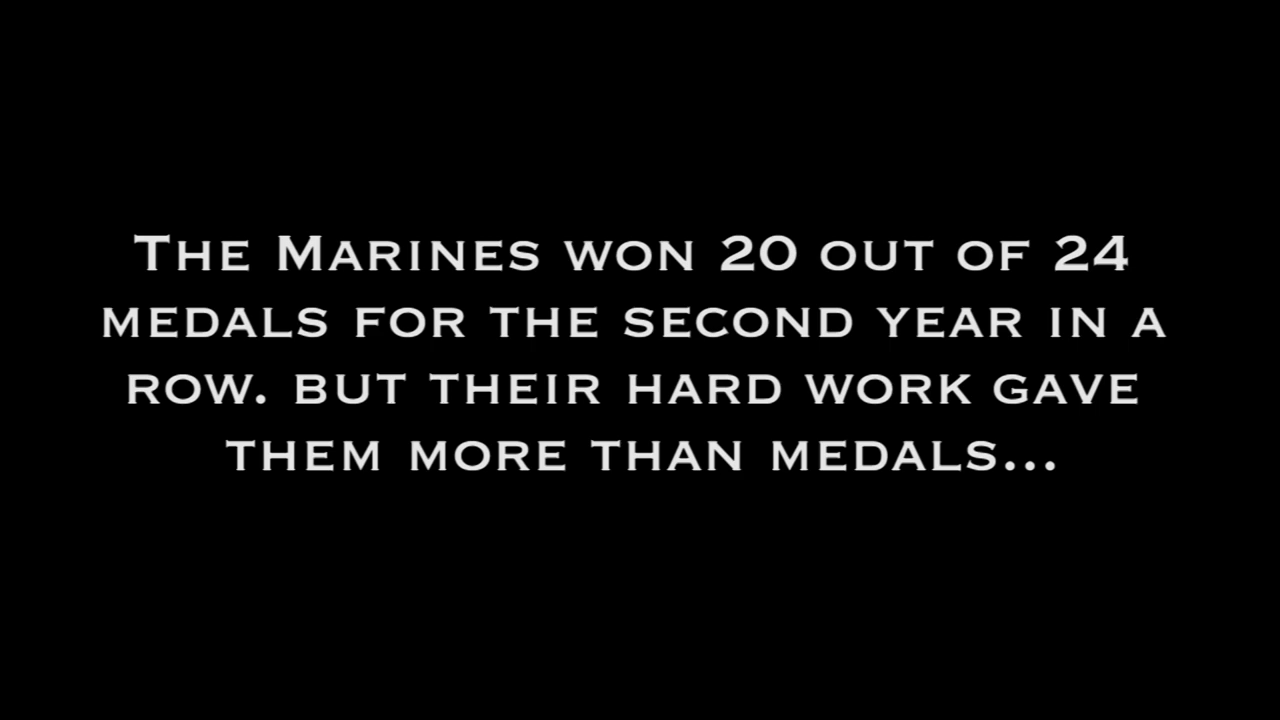 The Marines won 20 out of 24
medals for the second year in a
row. but their hard work gave
them more than medals...